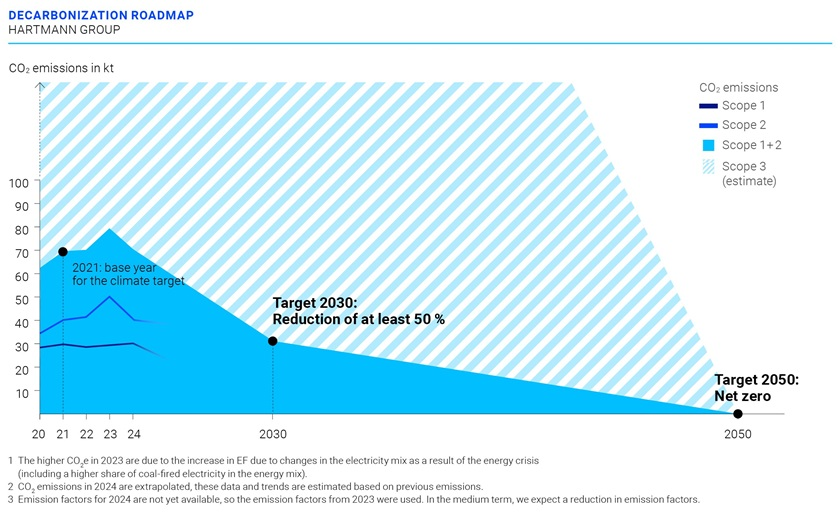 DECARBONIZATION ROADMAP
HARTMANN GROUP
CO₂ emissions in kt
CO₂ emissions
Scope 1
Scope 2
Scope 1+2
Scope 3
(estimate)
100
90
80
70
60
50
40
30
20
10
2021: base year
for the climate target
Target 2030:
Reduction of at least 50 %
Target 2050:
Net zero
20 21 22 23 24 2030 2050
1 The higher CO₂e in 2023 are due to the increase in EF due to changes in the electricity mix as a result of the energy crisis
(including a higher share of coal-fired electricity in the energy mix).
2 CO₂ emissions in 2024 are extrapolated, these data and trends are estimated based on previous emissions.
3 Emission factors for 2024 are not yet available, so the emission factors from 2023 were used. In the medium term, we expect a reduction in emission factors.